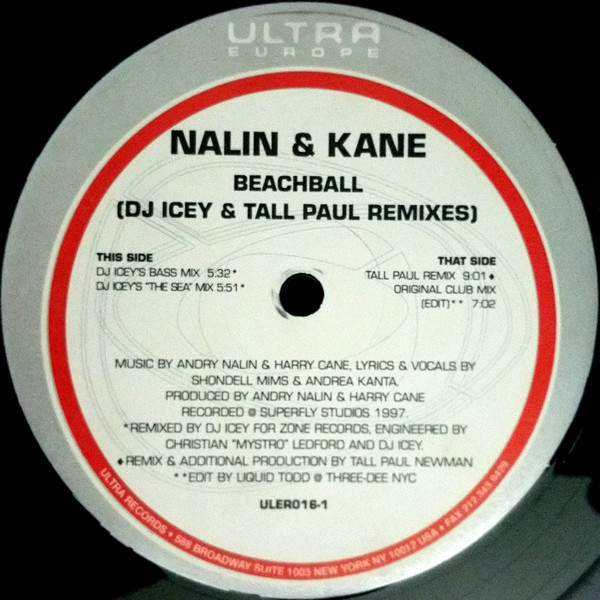 ULTRA
EUROPE
NALIN & KANE
BEACHBALL
(DJ ICEY & TALL PAUL REMIXES)
THIS SIDE
DJ ICEY'S BASS MIX 5:32*
DJ ICEY'S "THE SEA" MIX 5:51*
THAT SIDE
TALL PAUL REMIX 9:01♦
ORIGINAL CLUB MIX
(EDIT)** 7:02
MUSIC BY ANDRY NALIN & HARRY CANE, LYRICS & VOCALS BY
SHONDELL MIMS & ANDREA KANTA.
PRODUCED BY ANDRY NALIN & HARRY CANE
RECORDED @ SUPERFLY STUDIOS 1997.
*REMIXED BY DJ ICEY FOR ZONE RECORDS, ENGINEERED BY
CHRISTIAN "MYSTRO" LEDFORD AND DJ ICEY.
♦REMIX & ADDITIONAL PRODUCTION BY TALL PAUL NEWMAN
**EDIT BY LIQUID TODD @ THREE-DEE NYC
ULER016-1
ULTRA RECORDS • 588 BROADWAY SUITE 1003 NEW YORK NY 10012 USA • FAX 212.343.9429